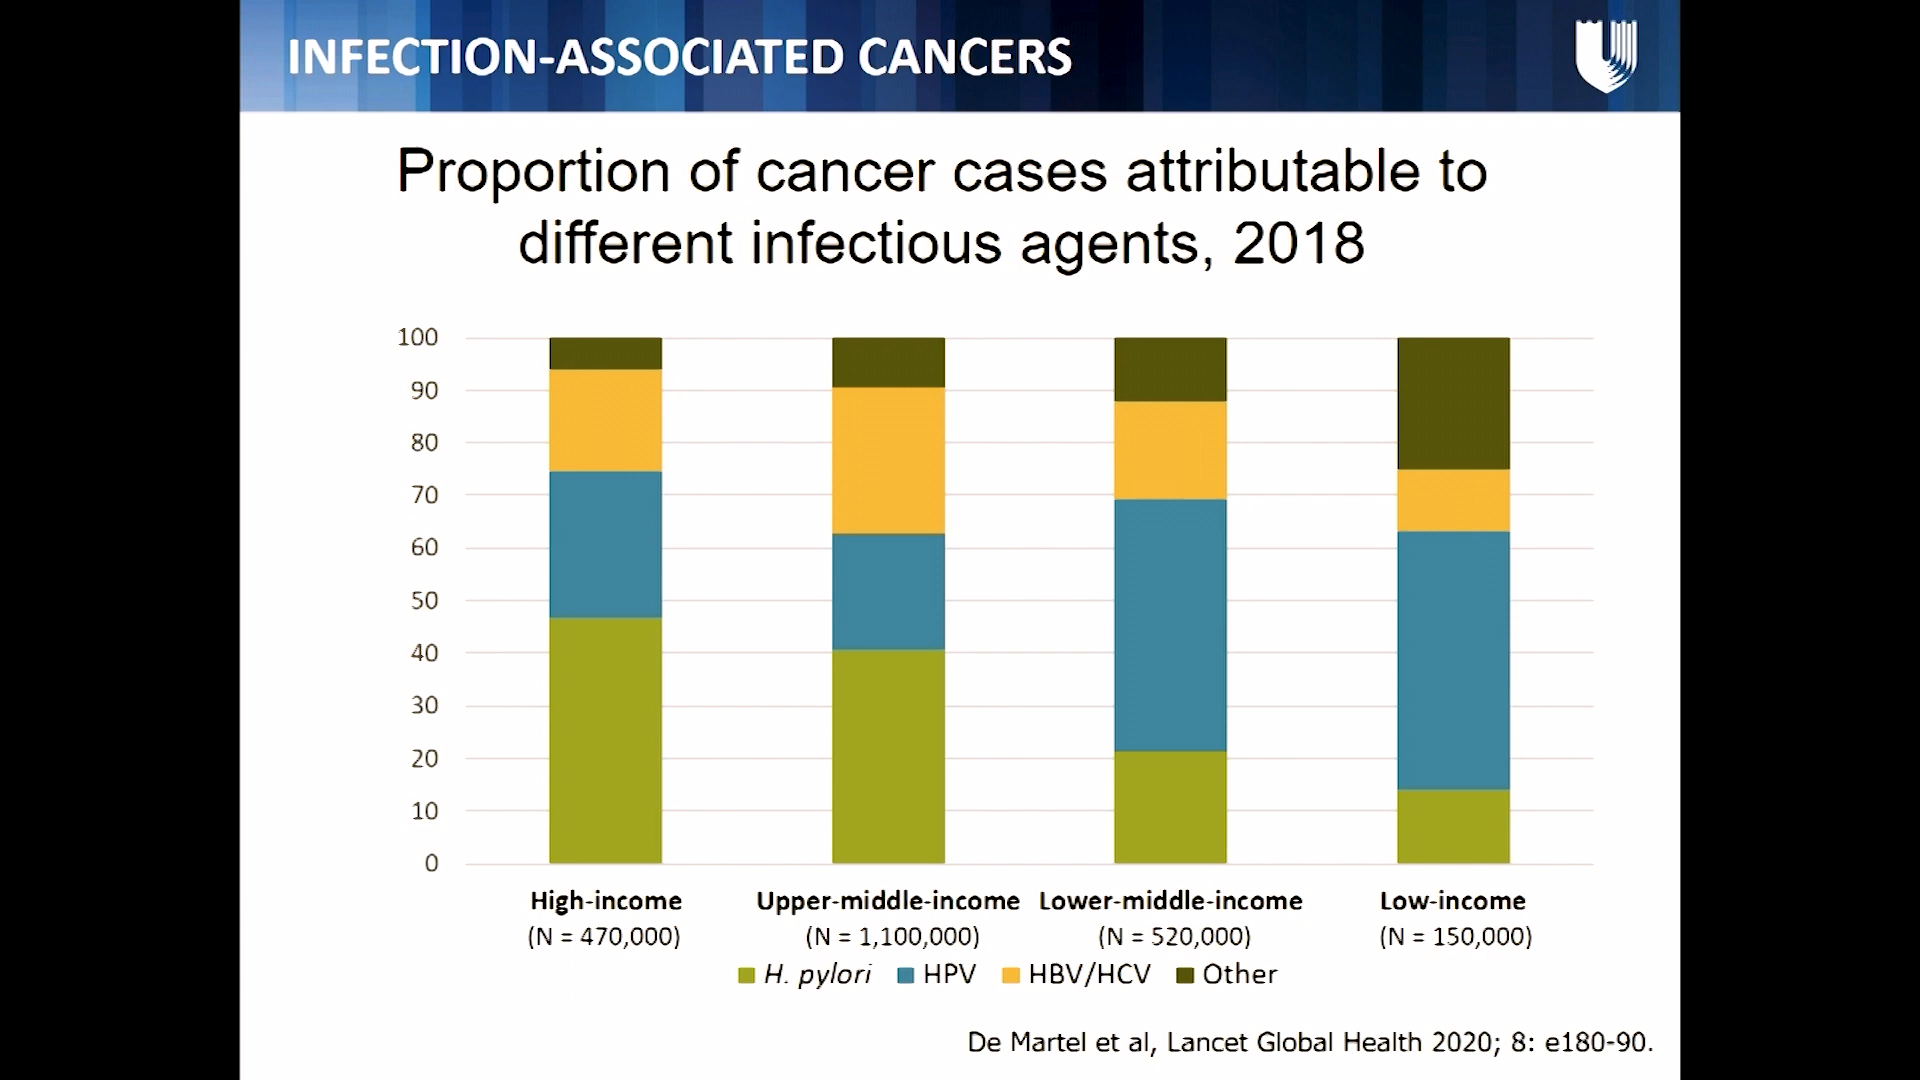 INFECTION-ASSOCIATED CANCERS
Proportion of cancer cases attributable to
different infectious agents, 2018
100
90
80
70
60
50
40
30
20
10
0
High-income
(N = 470,000)
Upper-middle-income
(N = 1,100,000)
Lower-middle-income
(N = 520,000)
Low-income
(N = 150,000)
H. pylori HPV HBV/HCV Other
De Martel et al, Lancet Global Health 2020; 8: e180-90.